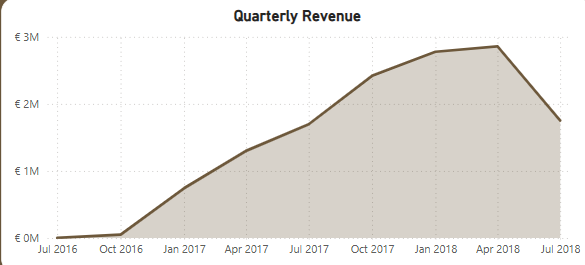 Quarterly Revenue
€ 3M
€ 2M
€ 1M
€ 0M
Jul 2016 Oct 2016 Jan 2017 Apr 2017 Jul 2017 Oct 2017 Jan 2018 Apr 2018 Jul 2018